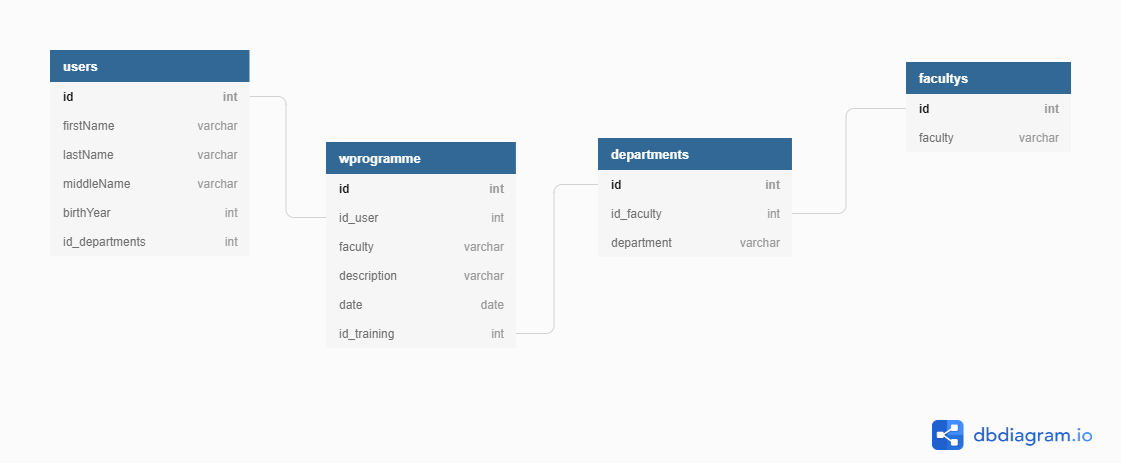 users
id int
firstName varchar
lastName varchar
middleName varchar
birthYear int
id_departments int
wprogramme
id int
id_user int
faculty varchar
description varchar
date date
id_training int
departments
id int
id_faculty int
department varchar
facultys
id int
faculty varchar
dbdiagram.io